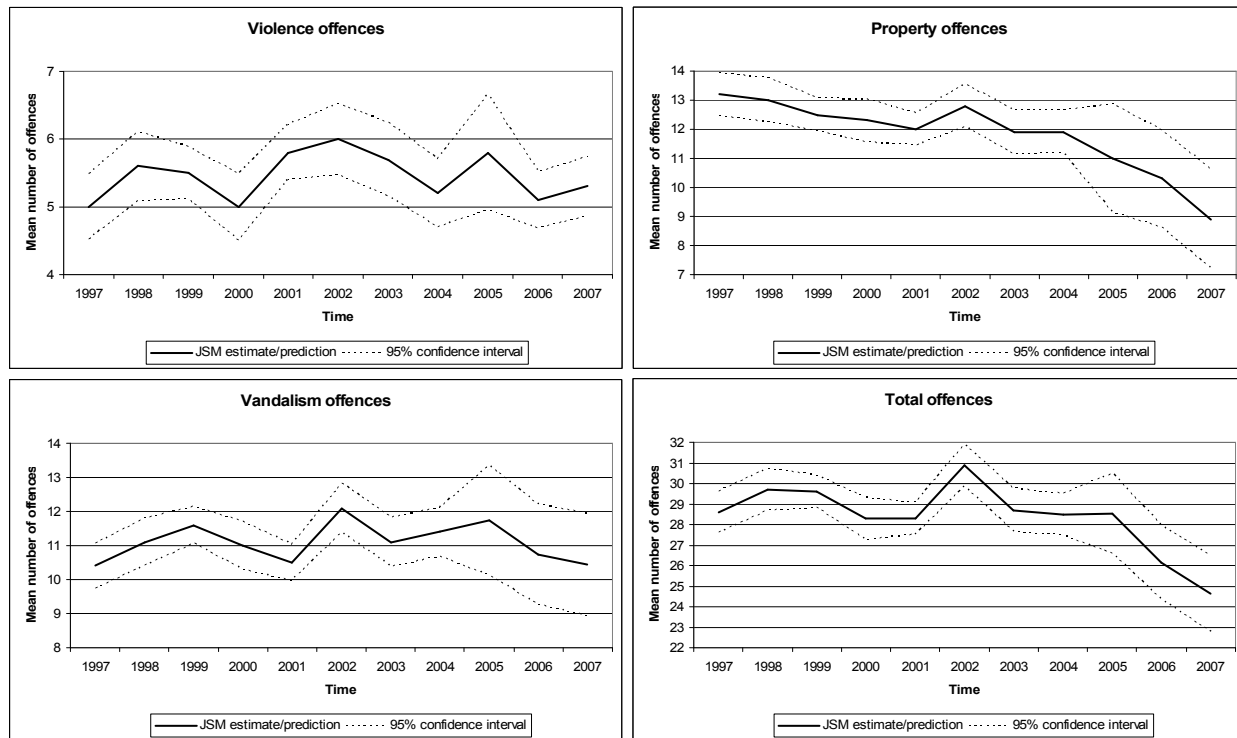 Violence offences
Mean number of offences
7
6
5
4
1997 1998 1999 2000 2001 2002 2003 2004 2005 2006 2007
Time
JSM estimate/prediction 95% confidence interval
Property offences
Mean number of offences
14
13
12
11
10
9
8
7
1997 1998 1999 2000 2001 2002 2003 2004 2005 2006 2007
Time
JSM estimate/prediction 95% confidence interval
Vandalism offences
Mean number of offences
14
13
12
11
10
9
8
1997 1998 1999 2000 2001 2002 2003 2004 2005 2006 2007
Time
JSM estimate/prediction 95% confidence interval
Total offences
Mean number of offences
32
31
30
29
28
27
26
25
24
23
22
1997 1998 1999 2000 2001 2002 2003 2004 2005 2006 2007
Time
JSM estimate/prediction 95% confidence interval